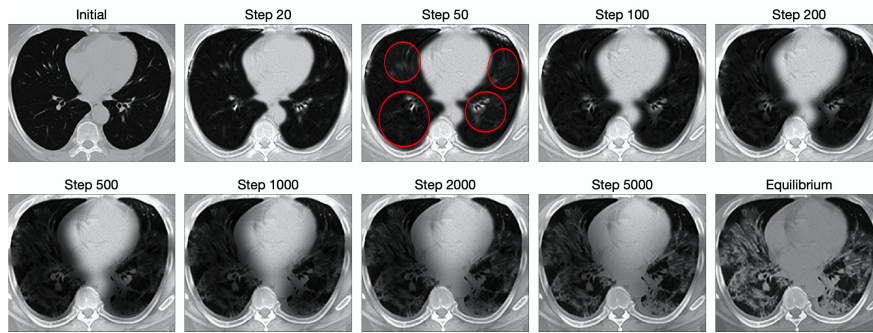 Initial
Step 20
Step 50
Step 100
Step 200
Step 500
Step 1000
Step 2000
Step 5000
Equilibrium